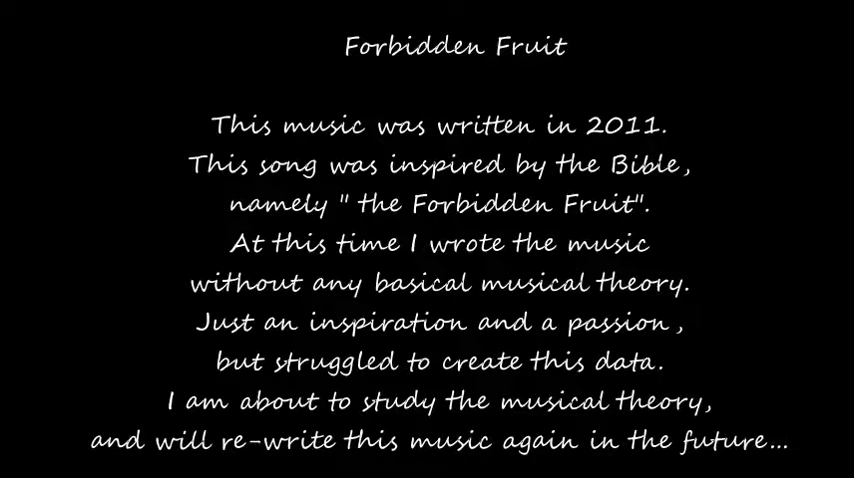 Forbidden Fruit
This music was written in 2011.
This song was inspired by the Bible,
namely " the Forbidden Fruit".
At this time I wrote the music
without any basical musical theory.
Just an inspiration and a passion ,
but struggled to create this data.
I am about to study the musical theory,
and will re-write this music again in the future...